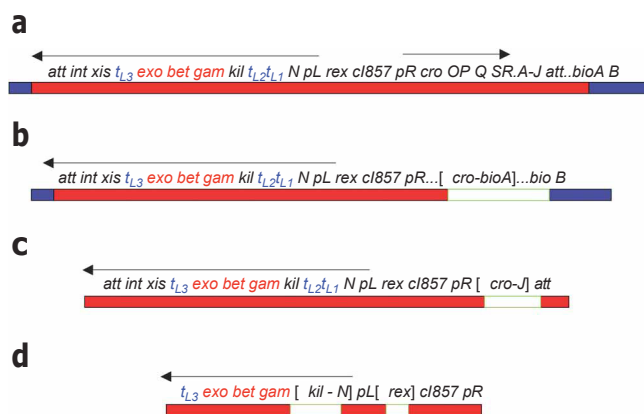 a
att int xis tL3 exo bet gam kil tL2tL1 N pL rex cI857 pR cro OP Q SR.A-J att..bioA B
b
att int xis tL3 exo bet gam kil tL2tL1 N pL rex cI857 pR...[ cro-bioA]...bio B
c
att int xis tL3 exo bet gam kil tL2tL1 N pL rex cI857 pR [ cro-J] att
d
tL3 exo bet gam [ kil - N] pL[ rex] cI857 pR